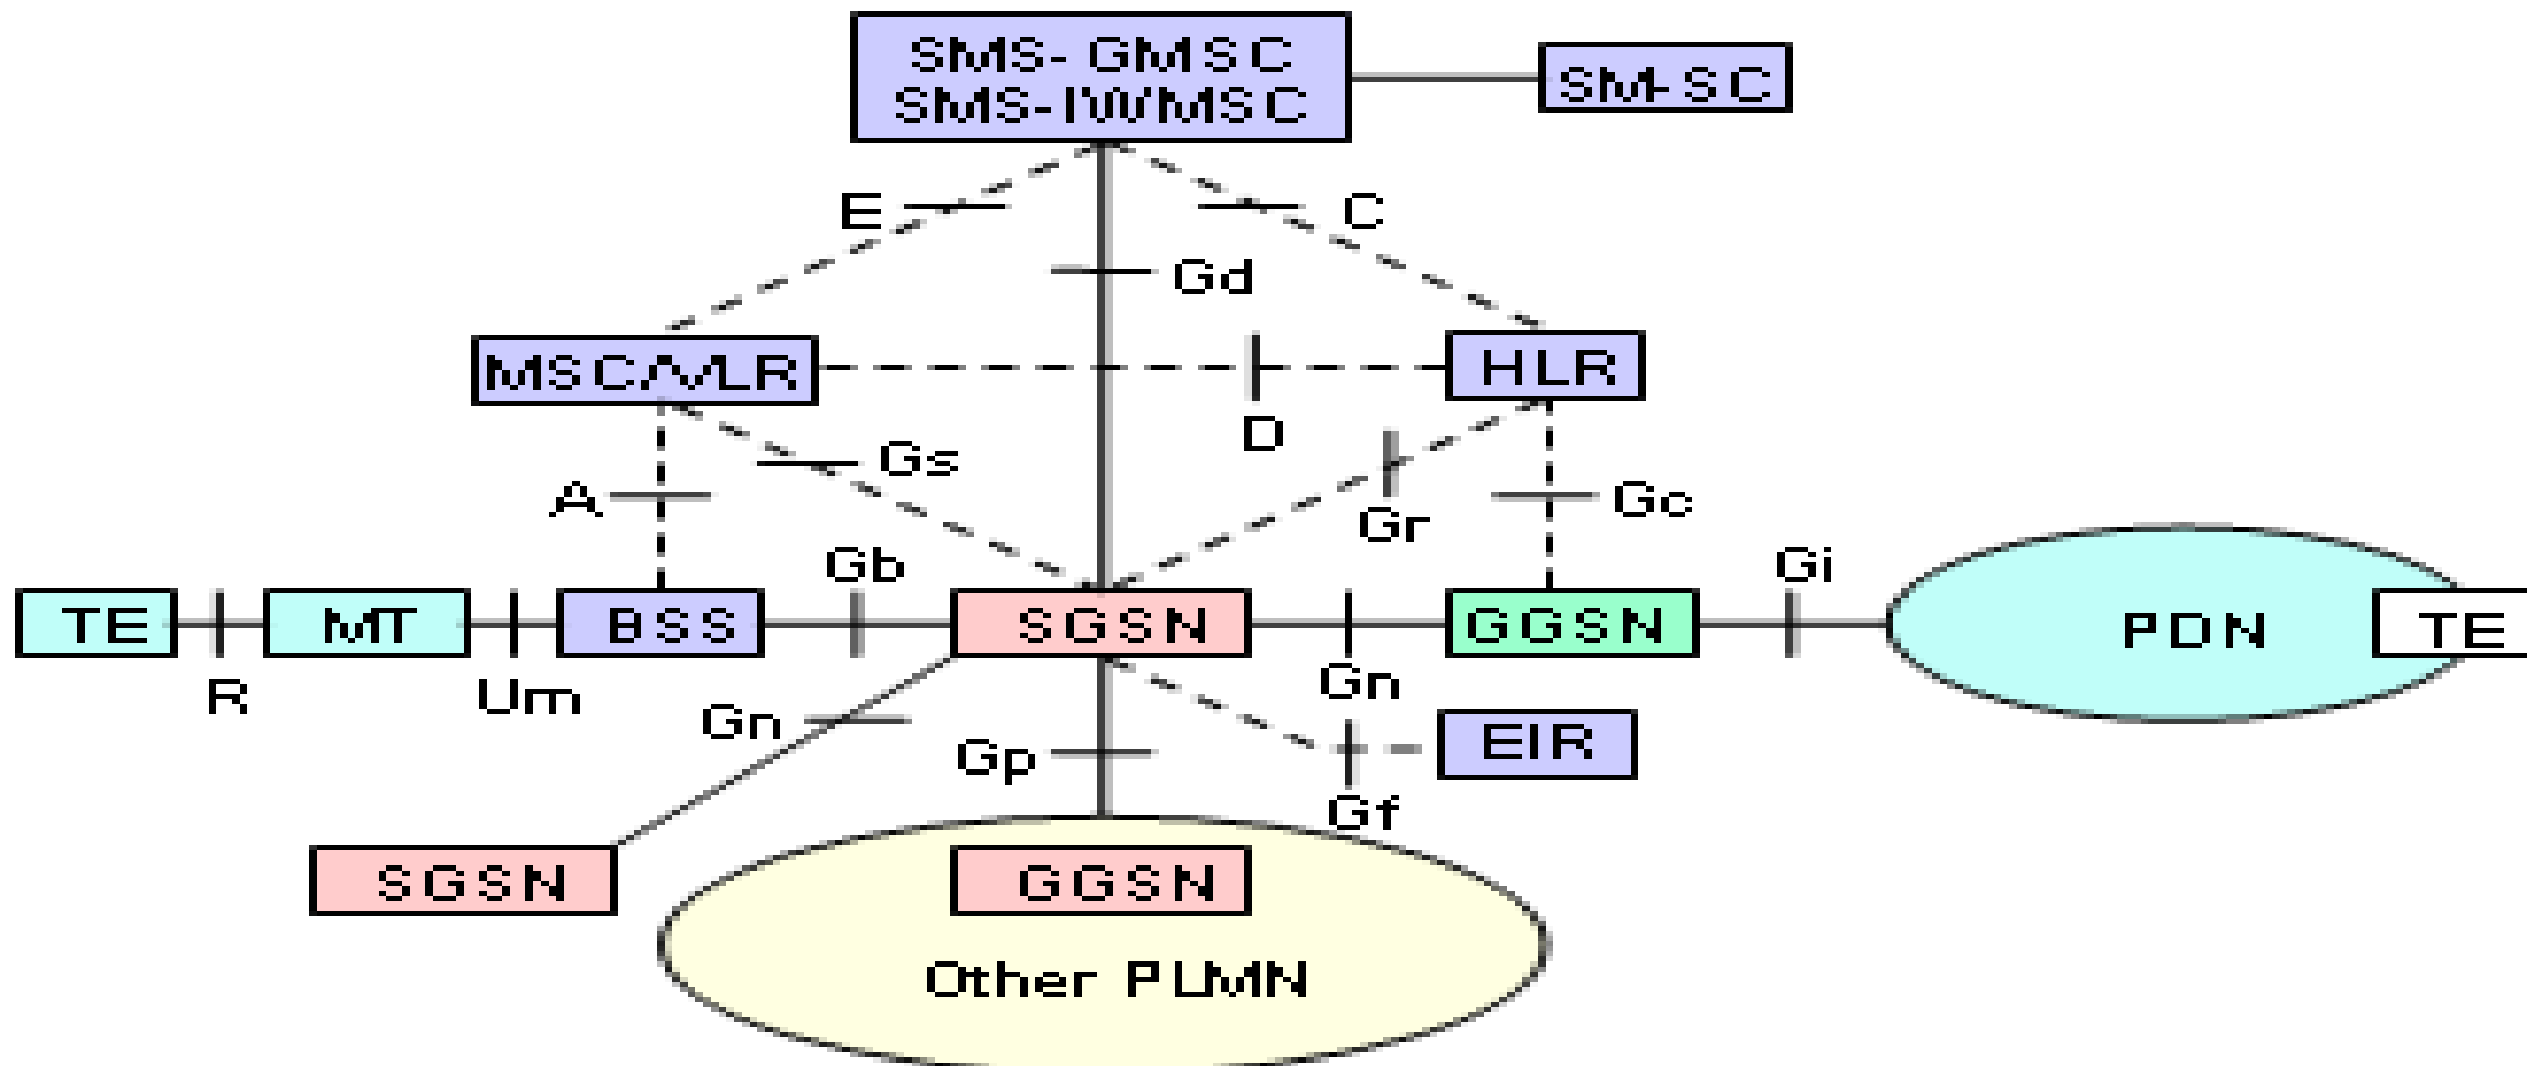 SMS- GMSC
SMS-IWMSC
SM-SC
E
C
Gd
MSC/VLR
HLR
D
Gs
A
Gr
Gc
Gb
Gi
TE
MT
BSS
SGSN
GGSN
PDN
TE
R
Um
Gn
Gn
Gp
EIR
Gf
SGSN
GGSN
Other PLMN